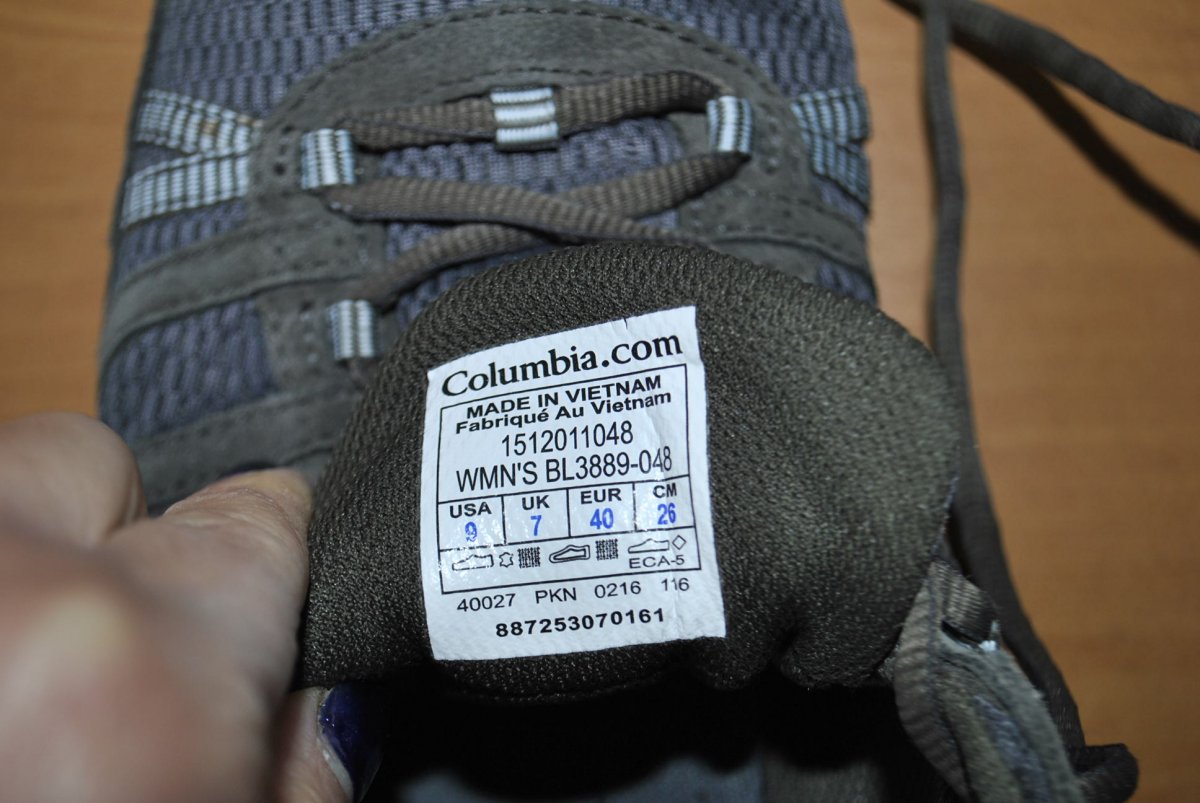 Columbia.com
MADE IN VIETNAM
Fabriqué Au Vietnam
1512011048
WMN'S BL3889-048
USA UK EUR CM
9 7 40 26
ECA-5
40027 PKN 0216 116
887253070161